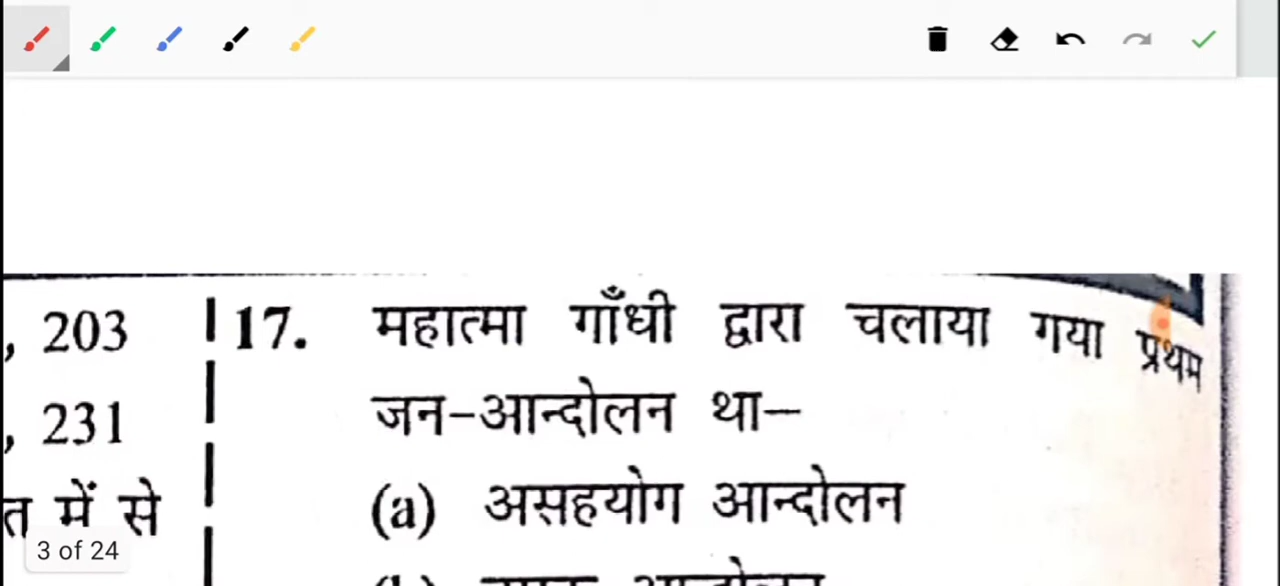 , 203
, 231
त में से
3 of 24
17. महात्मा गाँधी द्वारा चलाया गया प्रथम
जन-आन्दोलन था–
(a) असहयोग आन्दोलन